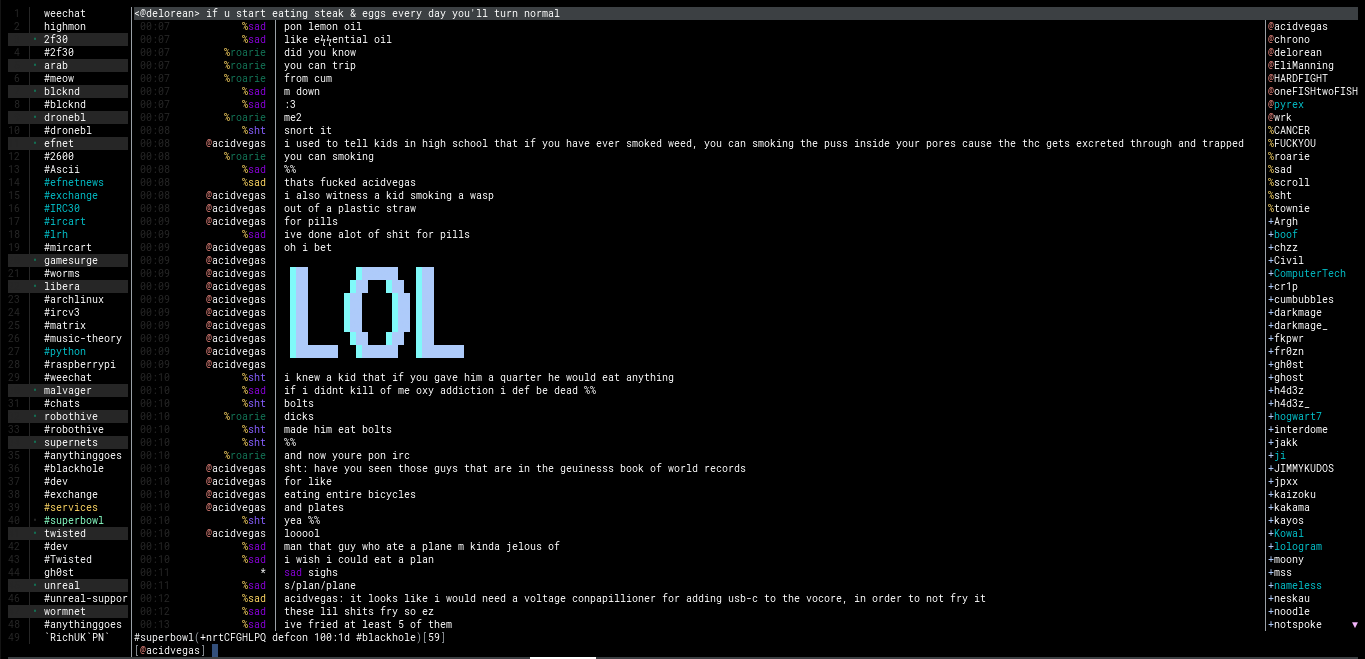 1 weechat <@delorean> if u start eating steak & eggs every day you'll turn normal
2 highmon 00:07 %sad pon lemon oil @acidvegas
2f30 00:07 %sad like ential oil @chrono
4 #2f30 00:07 %roarie did you know @delorean
arab 00:07 %roarie you can trip @EliManning
6 #meow 00:07 %roarie from cum @HARDFIGHT
blcknd 00:07 %sad m down @oneFISHtwoFISH
8 #blcknd 00:07 %sad :3 @pyrex
dronebl 00:07 %roarie me2 @wrk
10 #dronebl 00:08 %sht snort it %CANCER
efnet 00:08 @acidvegas i used to tell kids in high school that if you have ever smoked weed, you can smoking the puss inside your pores cause the thc gets excreted through and trapped %FUCKYOU
12 #2600 00:08 %roarie you can smoking %roarie
13 #Ascii 00:08 %sad %% %sad
14 #efnetnews 00:08 %sad thats fucked acidvegas %scroll
15 #exchange 00:08 @acidvegas i also witness a kid smoking a wasp %sht
16 #IRC30 00:08 @acidvegas out of a plastic straw %townie
17 #ircart 00:09 @acidvegas for pills +Argh
18 #lrh 00:09 %sad ive done alot of shit for pills +boof
19 #mircart 00:09 @acidvegas oh i bet +chzz
gamesurge 00:09 @acidvegas +Civil
21 #worms 00:09 @acidvegas LOL +ComputerTech
libera 00:09 @acidvegas +cr1p
23 #archlinux 00:09 @acidvegas +cumbubbles
24 #ircv3 00:09 @acidvegas +darkmage
25 #matrix 00:09 @acidvegas +darkmage_
26 #music-theory 00:09 @acidvegas +fkpwr
27 #python 00:09 @acidvegas +fr0zn
28 #raspberrypi 00:09 @acidvegas +gh0st
29 #weechat 00:10 %sht i knew a kid that if you gave him a quarter he would eat anything +ghost
malvager 00:10 %sad if i didnt kill of me oxy addiction i def be dead %% +h4d3z
31 #chats 00:10 %sht bolts +h4d3z_
robothive 00:10 %roarie dicks +hogwart7
33 #robothive 00:10 %sht made him eat bolts +interdome
supernets 00:10 %sht %% +jakk
35 #anythinggoes 00:10 %roarie and now youre pon irc +ji
36 #blackhole 00:10 @acidvegas sht: have you seen those guys that are in the geuinesss book of world records +JIMMYKUDOS
37 #dev 00:10 @acidvegas for like +jpxx
38 #exchange 00:10 @acidvegas eating entire bicycles +kaizoku
39 #services 00:10 @acidvegas and plates +kakama
40 #superbowl 00:10 %sht yea %% +kayos
twisted 00:10 @acidvegas looool +Kowal
42 #dev 00:10 %sad man that guy who ate a plane m kinda jelous of +lologram
43 #Twisted 00:10 %sad i wish i could eat a plan +moony
44 gh0st 00:11 * sad sighs +mss
unreal 00:11 %sad s/plan/plane +nameless
46 #unreal-suppor 00:12 %sad acidvegas: it looks like i would need a voltage conpapillioner for adding usb-c to the vocore, in order to not fry it +neskau
wormnet 00:12 %sad these lil shits fry so ez +noodle
48 #anythinggoes 00:13 %sad ive fried at least 5 of them +notspoke ▼
49 `RichUK`PN` #superbowl(+nrtCFGHLPQ defcon 100:1d #blackhole)[59]
[@acidvegas]